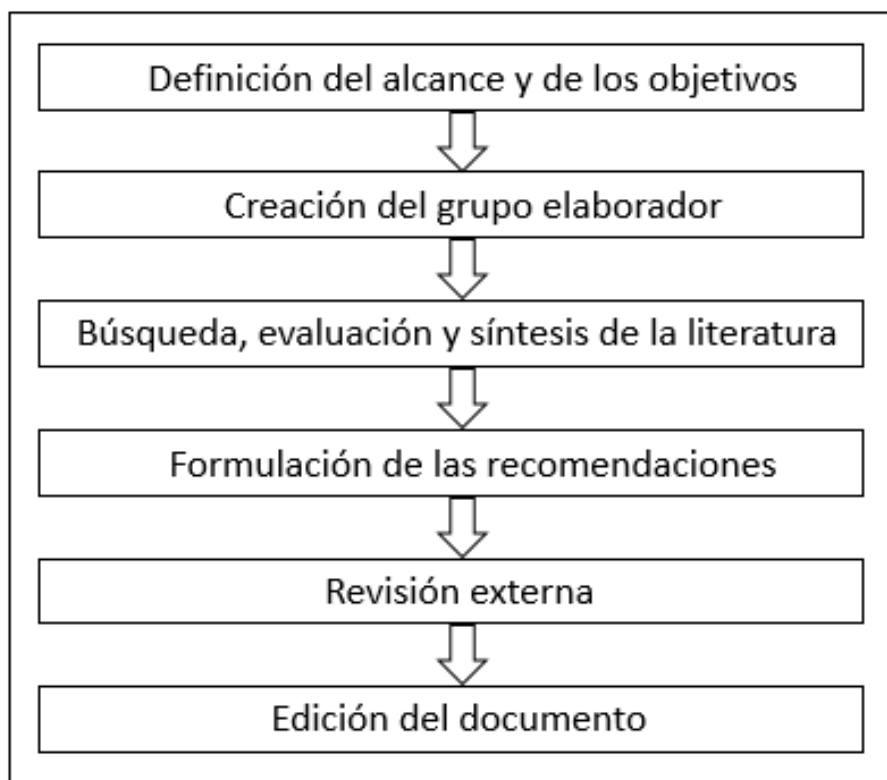 Definición del alcance y de los objetivos
Creación del grupo elaborador
Búsqueda, evaluación y síntesis de la literatura
Formulación de las recomendaciones
Revisión externa
Edición del documento